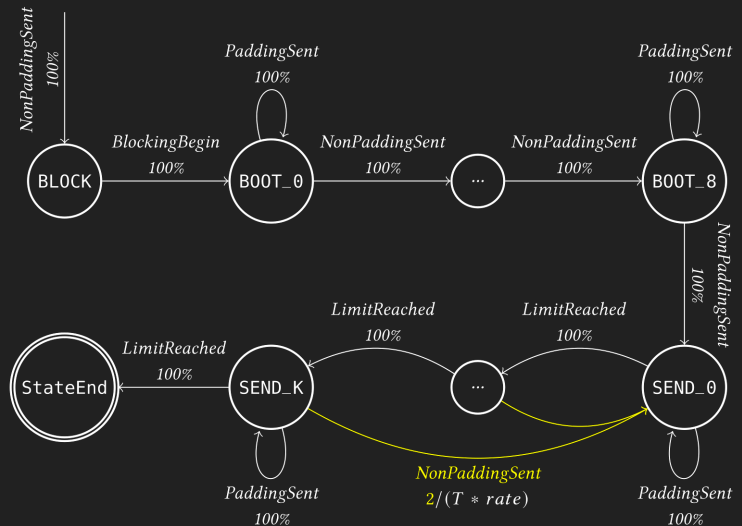 NonPaddingSent
100%
PaddingSent
100%
PaddingSent
100%
BlockingBegin
100%
NonPaddingSent
100%
NonPaddingSent
100%
BLOCK
BOOT_0
...
BOOT_8
NonPaddingSent
100%
LimitReached
100%
LimitReached
100%
LimitReached
100%
StateEnd
SEND_K
...
SEND_0
NonPaddingSent
2/(T * rate)
PaddingSent
100%
PaddingSent
100%